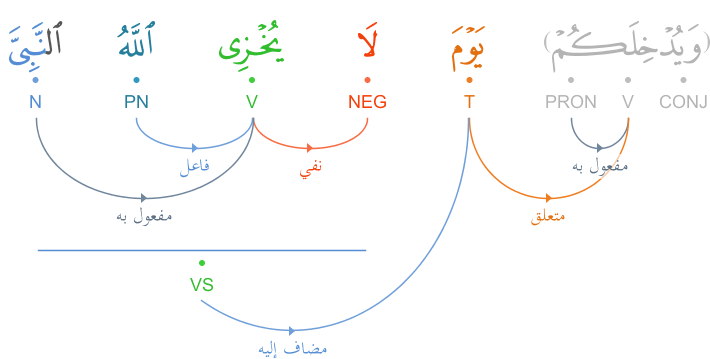 (وَيُدْخِلَكُمْ) يَوْمَ لَا يُخْزِى ٱللَّهُ ٱلنَّبِىَّ
CONJ V PRON T NEG V PN N
نفي فاعل
مفعول به
متعلق مفعول به
VS
مضاف إليه